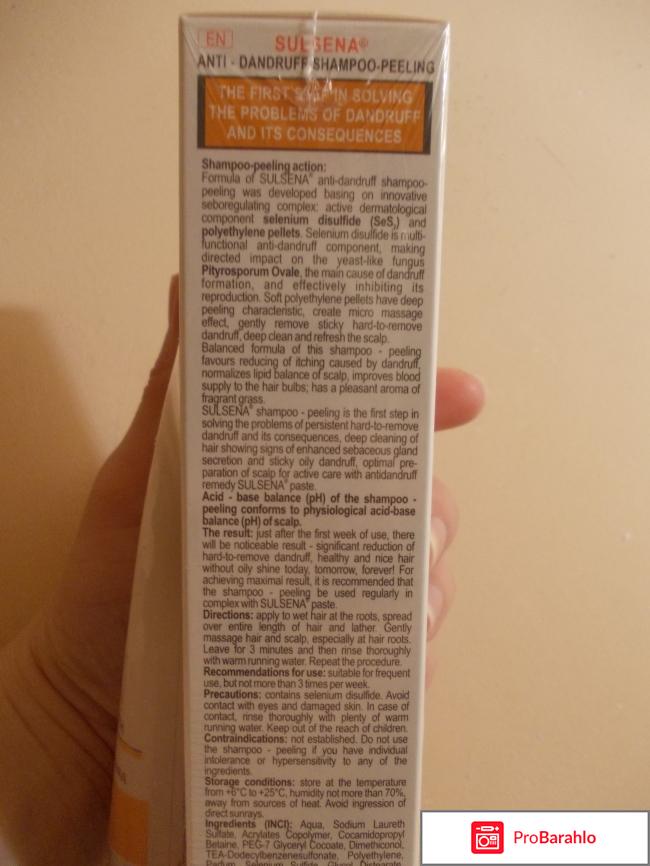 EN
SULSENA®
ANTI - DANDRUFF SHAMPOO-PEELING
THE FIRST STEP IN SOLVING
THE PROBLEMS OF DANDRUFF
AND ITS CONSEQUENCES
Shampoo-peeling action:
Formula of SULSENA® anti-dandruff shampoo-
peeling was developed basing on innovative
seboregulating complex: active dermatological
component selenium disulfide (SeS2) and
polyethylene pellets. Selenium disulfide is multi-
functional anti-dandruff component, making
directed impact on the yeast-like fungus
Pityrosporum Ovale, the main cause of dandruff
formation, and effectively inhibiting its
reproduction. Soft polyethylene pellets have deep
peeling characteristic, create micro massage
effect, gently remove sticky hard-to-remove
dandruff, deep clean and refresh the scalp.
Balanced formula of this shampoo - peeling
favours reducing of itching caused by dandruff,
normalizes lipid balance of scalp, improves blood
supply to the hair bulbs; has a pleasant aroma of
fragrant grass.
SULSENA® shampoo - peeling is the first step in
solving the problems of persistent hard-to-remove
dandruff and its consequences, deep cleaning of
hair showing signs of enhanced sebaceous gland
secretion and sticky oily dandruff, optimal pre-
paration of scalp for active care with antidandruff
remedy SULSENA® paste.
Acid - base balance (pH) of the shampoo -
peeling conforms to physiological acid-base
balance (pH) of scalp.
The result: just after the first week of use, there
will be noticeable result - significant reduction of
hard-to-remove dandruff, healthy and nice hair
without oily shine today, tomorrow, forever! For
achieving maximal result, it is recommended that
the shampoo - peeling be used regularly in
complex with SULSENA® paste.
Directions: apply to wet hair at the roots, spread
over entire length of hair and lather. Gently
massage hair and scalp, especially at hair roots.
Leave for 3 minutes and then rinse thoroughly
with warm running water. Repeat the procedure.
Recommendations for use: suitable for frequent
use, but not more than 3 times per week.
Precautions: contains selenium disulfide. Avoid
contact with eyes and damaged skin. In case of
contact, rinse thoroughly with plenty of warm
running water. Keep out of the reach of children.
Contraindications: not established. Do not use
the shampoo - peeling if you have individual
intolerance or hypersensitivity to any of the
ingredients.
Storage conditions: store at the temperature
from +6°C to +25°C, humidity not more than 70%,
away from sources of heat. Avoid ingression of
direct sunrays.
Ingredients (INCI): Aqua, Sodium Laureth
Sulfate, Acrylates Copolymer, Cocamidopropyl
Betaine, PEG-7 Glyceryl Cocoate, Dimethiconol,
TEA-Dodecylbenzenesulfonate, Polyethylene,
Parfum, Selenium Sulfide, Glycol Distearate,
ProBarahlo